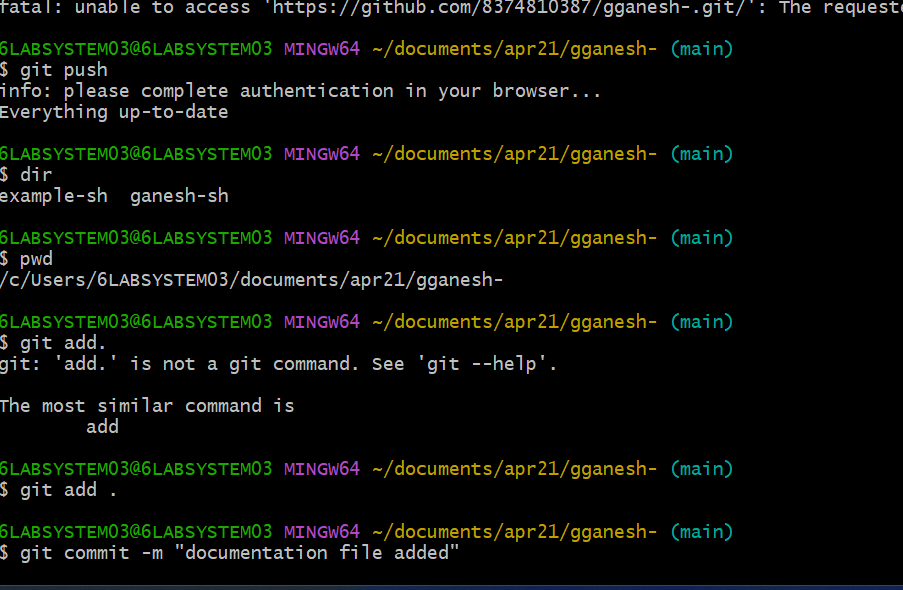 fatal: unable to access 'https://github.com/8374810387/gganesh-.git/': The requeste
6LABSYSTEM03@6LABSYSTEM03 MINGW64 ~/documents/apr21/gganesh- (main)
$ git push
info: please complete authentication in your browser...
Everything up-to-date
6LABSYSTEM03@6LABSYSTEM03 MINGW64 ~/documents/apr21/gganesh- (main)
$ dir
example-sh  ganesh-sh
6LABSYSTEM03@6LABSYSTEM03 MINGW64 ~/documents/apr21/gganesh- (main)
$ pwd
/c/Users/6LABSYSTEM03/documents/apr21/gganesh-
6LABSYSTEM03@6LABSYSTEM03 MINGW64 ~/documents/apr21/gganesh- (main)
$ git add.
git: 'add.' is not a git command. See 'git --help'.
The most similar command is
        add
6LABSYSTEM03@6LABSYSTEM03 MINGW64 ~/documents/apr21/gganesh- (main)
$ git add .
6LABSYSTEM03@6LABSYSTEM03 MINGW64 ~/documents/apr21/gganesh- (main)
$ git commit -m "documentation file added"